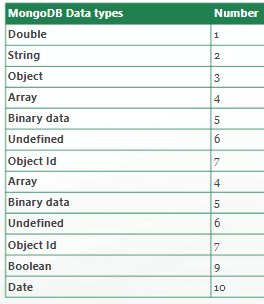 MongoDB Data types Number
Double 1
String 2
Object 3
Array 4
Binary data 5
Undefined 6
Object Id 7
Array 4
Binary data 5
Undefined 6
Object Id 7
Boolean 9
Date 10